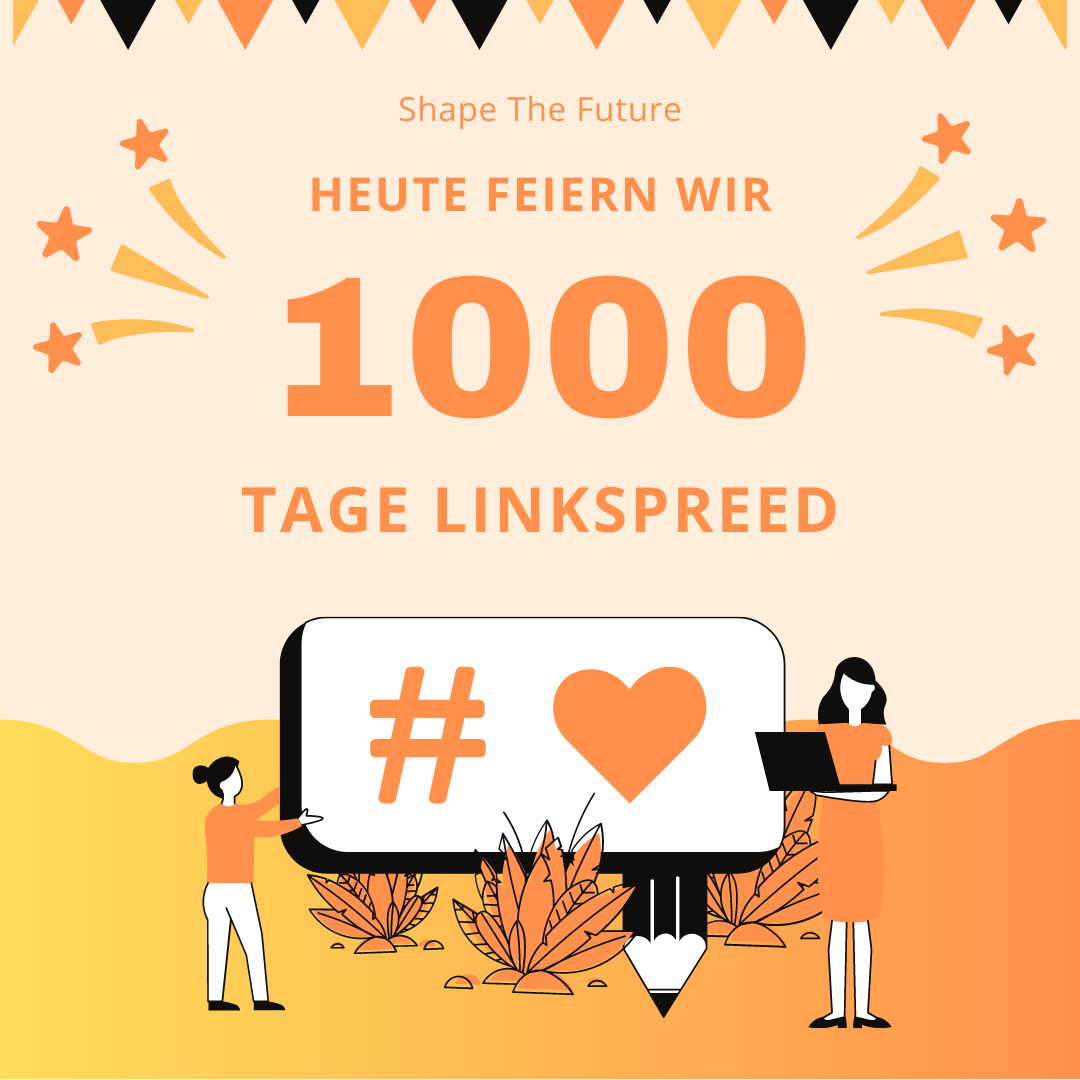 Shape The Future
HEUTE FEIERN WIR
1000
TAGE LINKSPREED
#